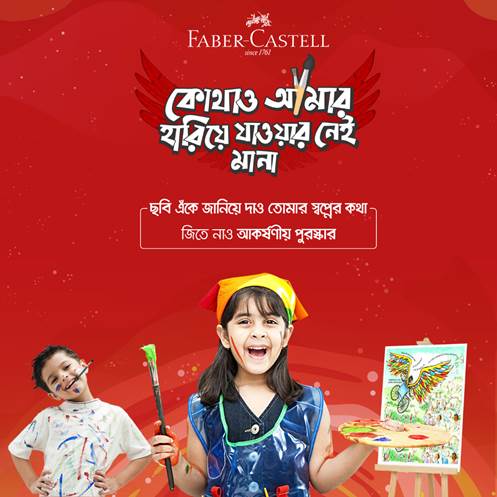 FABER-CASTELL
since 1761
কোথাও আমার
হারিয়ে যাওয়ার নেই
মানা
ছবি এঁকে জানিয়ে দাও তোমার স্বপ্নের কথা
জিতে নাও আকর্ষণীয় পুরস্কার